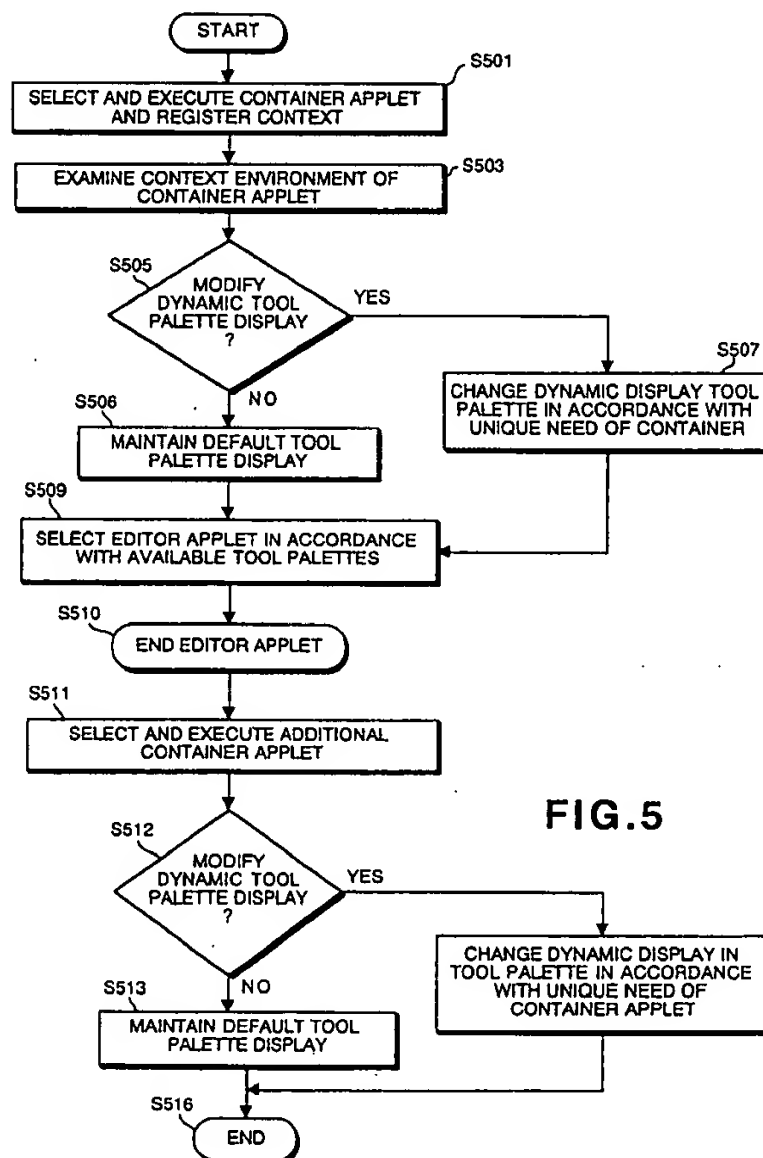 START
S501
SELECT AND EXECUTE CONTAINER APPLET
AND REGISTER CONTEXT
S503
EXAMINE CONTEXT ENVIRONMENT OF
CONTAINER APPLET
S505
MODIFY
DYNAMIC TOOL
PALETTE DISPLAY
?
YES
NO
S507
CHANGE DYNAMIC DISPLAY TOOL
PALETTE IN ACCORDANCE WITH
UNIQUE NEED OF CONTAINER
S506
MAINTAIN DEFAULT TOOL
PALETTE DISPLAY
S509
SELECT EDITOR APPLET IN ACCORDANCE
WITH AVAILABLE TOOL PALETTES
S510
END EDITOR APPLET
S511
SELECT AND EXECUTE ADDITIONAL
CONTAINER APPLET
FIG.5
S512
MODIFY
DYNAMIC TOOL
PALETTE DISPLAY
?
YES
NO
CHANGE DYNAMIC DISPLAY IN
TOOL PALETTE IN ACCORDANCE
WITH UNIQUE NEED OF
CONTAINER APPLET
S513
MAINTAIN DEFAULT TOOL
PALETTE DISPLAY
S516
END